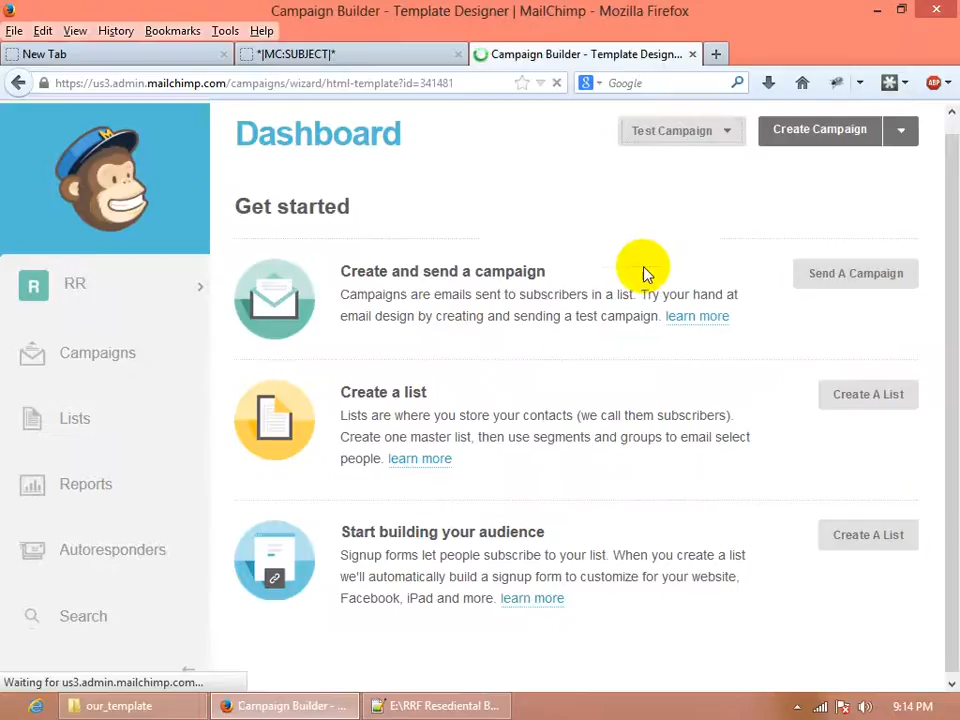 Campaign Builder - Template Designer | MailChimp - Mozilla Firefox
File Edit View History Bookmarks Tools Help
New Tab
*|MC:SUBJECT|*
Campaign Builder - Template Design...
https://us3.admin.mailchimp.com/campaigns/wizard/html-template?id=341481
Google
Dashboard
Test Campaign
Create Campaign
Get started
Create and send a campaign
Campaigns are emails sent to subscribers in a list. Try your hand at
email design by creating and sending a test campaign. learn more
Send A Campaign
Create a list
Lists are where you store your contacts (we call them subscribers).
Create one master list, then use segments and groups to email select
people. learn more
Create A List
Start building your audience
Signup forms let people subscribe to your list. When you create a list
we'll automatically build a signup form to customize for your website,
Facebook, iPad and more. learn more
Create A List
R RR
Campaigns
Lists
Reports
Autoresponders
Search
Waiting for us3.admin.mailchimp.com...
our_template
Campaign Builder - ...
E:\RRF Resediental B...
9:14 PM